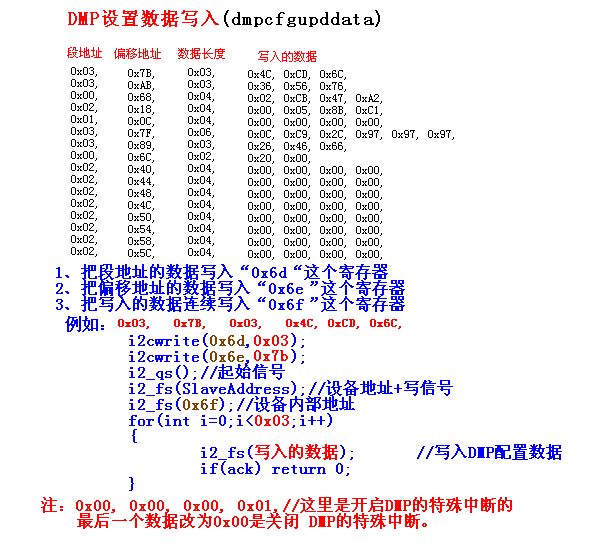 DMP设置数据写入(dmpcfgupddata)
段地址 偏移地址 数据长度 写入的数据
0x03, 0x7B, 0x03, 0x4C, 0xCD, 0x6C,
0x03, 0xAB, 0x03, 0x36, 0x56, 0x76,
0x00, 0x68, 0x04, 0x02, 0xCB, 0x47, 0xA2,
0x02, 0x18, 0x04, 0x00, 0x05, 0x8B, 0xC1,
0x01, 0x0C, 0x04, 0x00, 0x00, 0x00, 0x00,
0x03, 0x7F, 0x06, 0x0C, 0xC9, 0x2C, 0x97, 0x97, 0x97,
0x03, 0x89, 0x03, 0x26, 0x46, 0x66,
0x00, 0x6C, 0x02, 0x20, 0x00,
0x02, 0x40, 0x04, 0x00, 0x00, 0x00, 0x00,
0x02, 0x44, 0x04, 0x00, 0x00, 0x00, 0x00,
0x02, 0x48, 0x04, 0x00, 0x00, 0x00, 0x00,
0x02, 0x4C, 0x04, 0x00, 0x00, 0x00, 0x00,
0x02, 0x50, 0x04, 0x00, 0x00, 0x00, 0x00,
0x02, 0x54, 0x04, 0x00, 0x00, 0x00, 0x00,
0x02, 0x58, 0x04, 0x00, 0x00, 0x00, 0x00,
0x02, 0x5C, 0x04, 0x00, 0x00, 0x00, 0x00,
1、把段地址的数据写入“0x6d“这个寄存器
2、把偏移地址的数据写入“0x6e”这个寄存器
3、把写入的数据连续写入“0x6f”这个寄存器
例如：0x03, 0x7B, 0x03, 0x4C, 0xCD, 0x6C,
i2cwrite(0x6d,0x03);
i2cwrite(0x6e,0x7b);
i2_qs();//起始信号
i2_fs(SlaveAddress);//设备地址+写信号
i2_fs(0x6f);//设备内部地址
for(int i=0;i<0x03;i++)
{
i2_fs(写入的数据); //写入DMP配置数据
if(ack) return 0;
}
注：0x00, 0x00, 0x00, 0x01,//这里是开启DMP的特殊中断的
最后一个数据改为0x00是关闭 DMP的特殊中断。